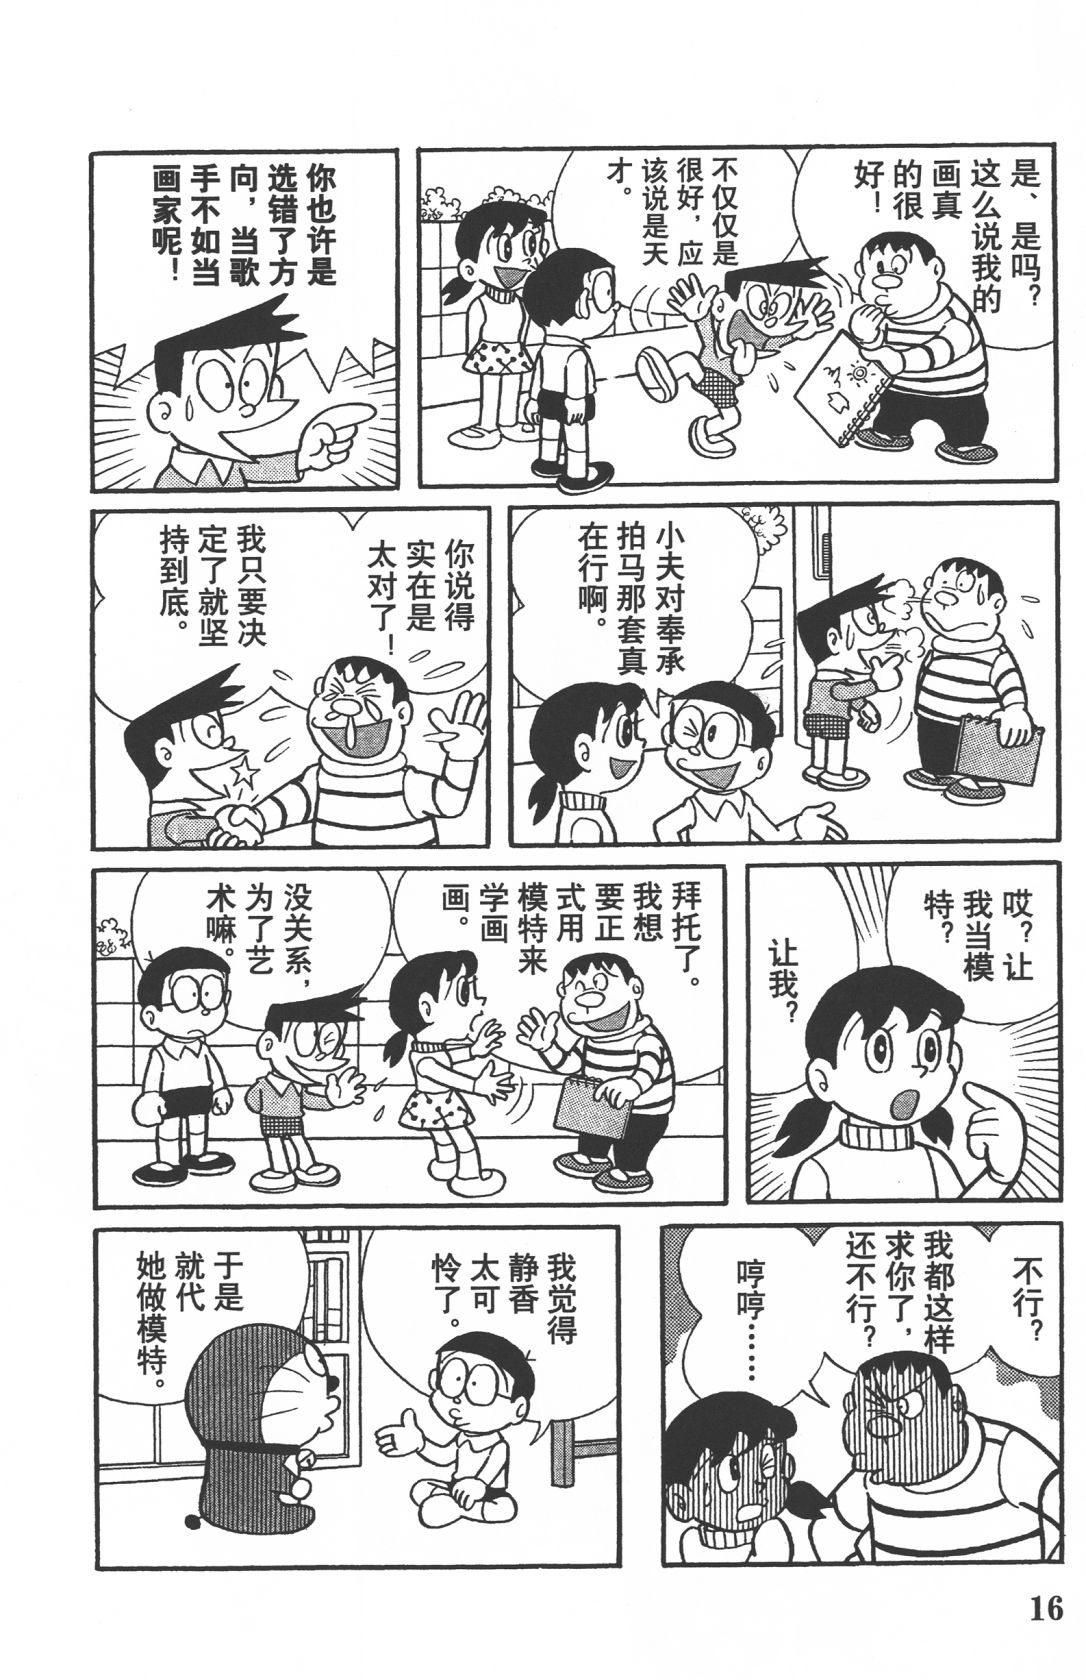 是、是吗？
这么说我的
画真
的很
好！
不仅仅是
很好，应
该说是天
才。
你也许是
选错了方
向，当歌
手不如当
画家呢！
小夫对奉承
拍马那套真
在行啊。
你说得
实在是
太对了！
我只要决
定了就坚
持到底。
哎？让
我当模
特？
让我？
拜托了。
我想
要正
式用
模特来
学画
画。
没关系，
为了艺
术嘛。
不行？
我都这样
求你了，
还不行？
哼哼……
我觉得
静香
太可
怜了。
于是
就代
她做模特。
16